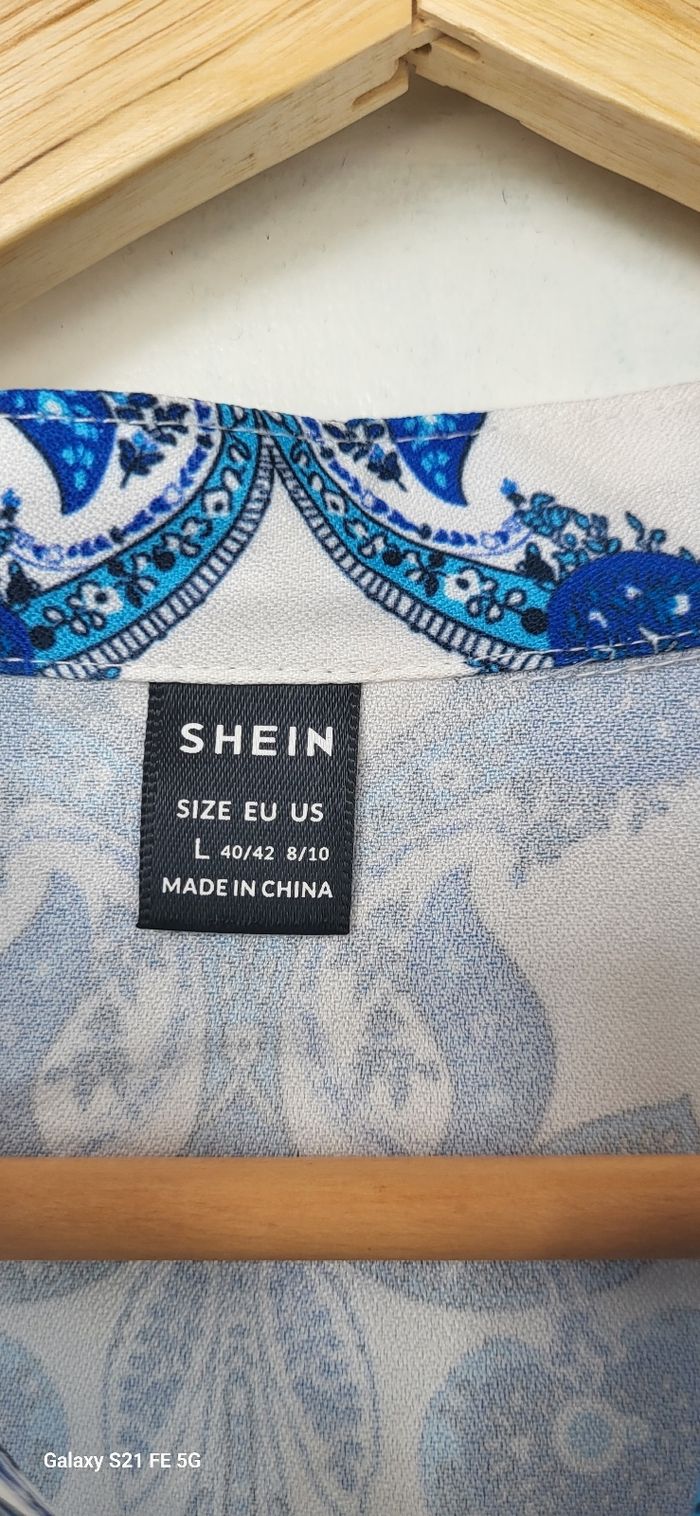 SHEIN
SIZE EU US
L 40/42 8/10
MADE IN CHINA
Galaxy S21 FE 5G